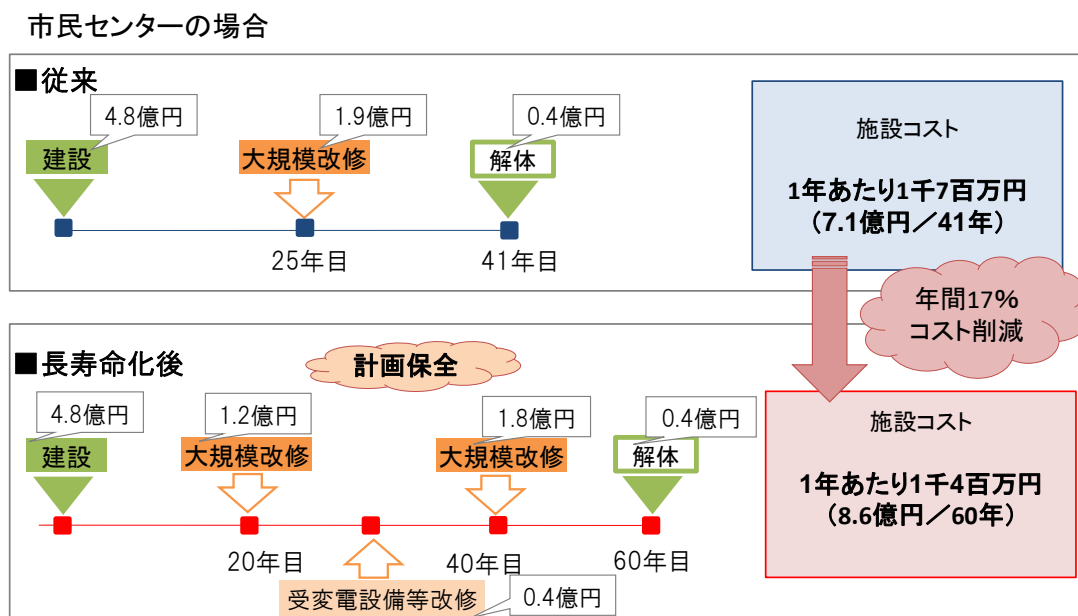 市民センターの場合
■従来
4.8億円
1.9億円
0.4億円
建設
大規模改修
解体
25年目
41年目
施設コスト
1年あたり1千7百万円
（7.1億円／41年）
年間17%
コスト削減
■長寿命化後
計画保全
4.8億円
1.2億円
1.8億円
0.4億円
建設
大規模改修
大規模改修
解体
20年目
40年目
60年目
受変電設備等改修
0.4億円
施設コスト
1年あたり1千4百万円
（8.6億円／60年）